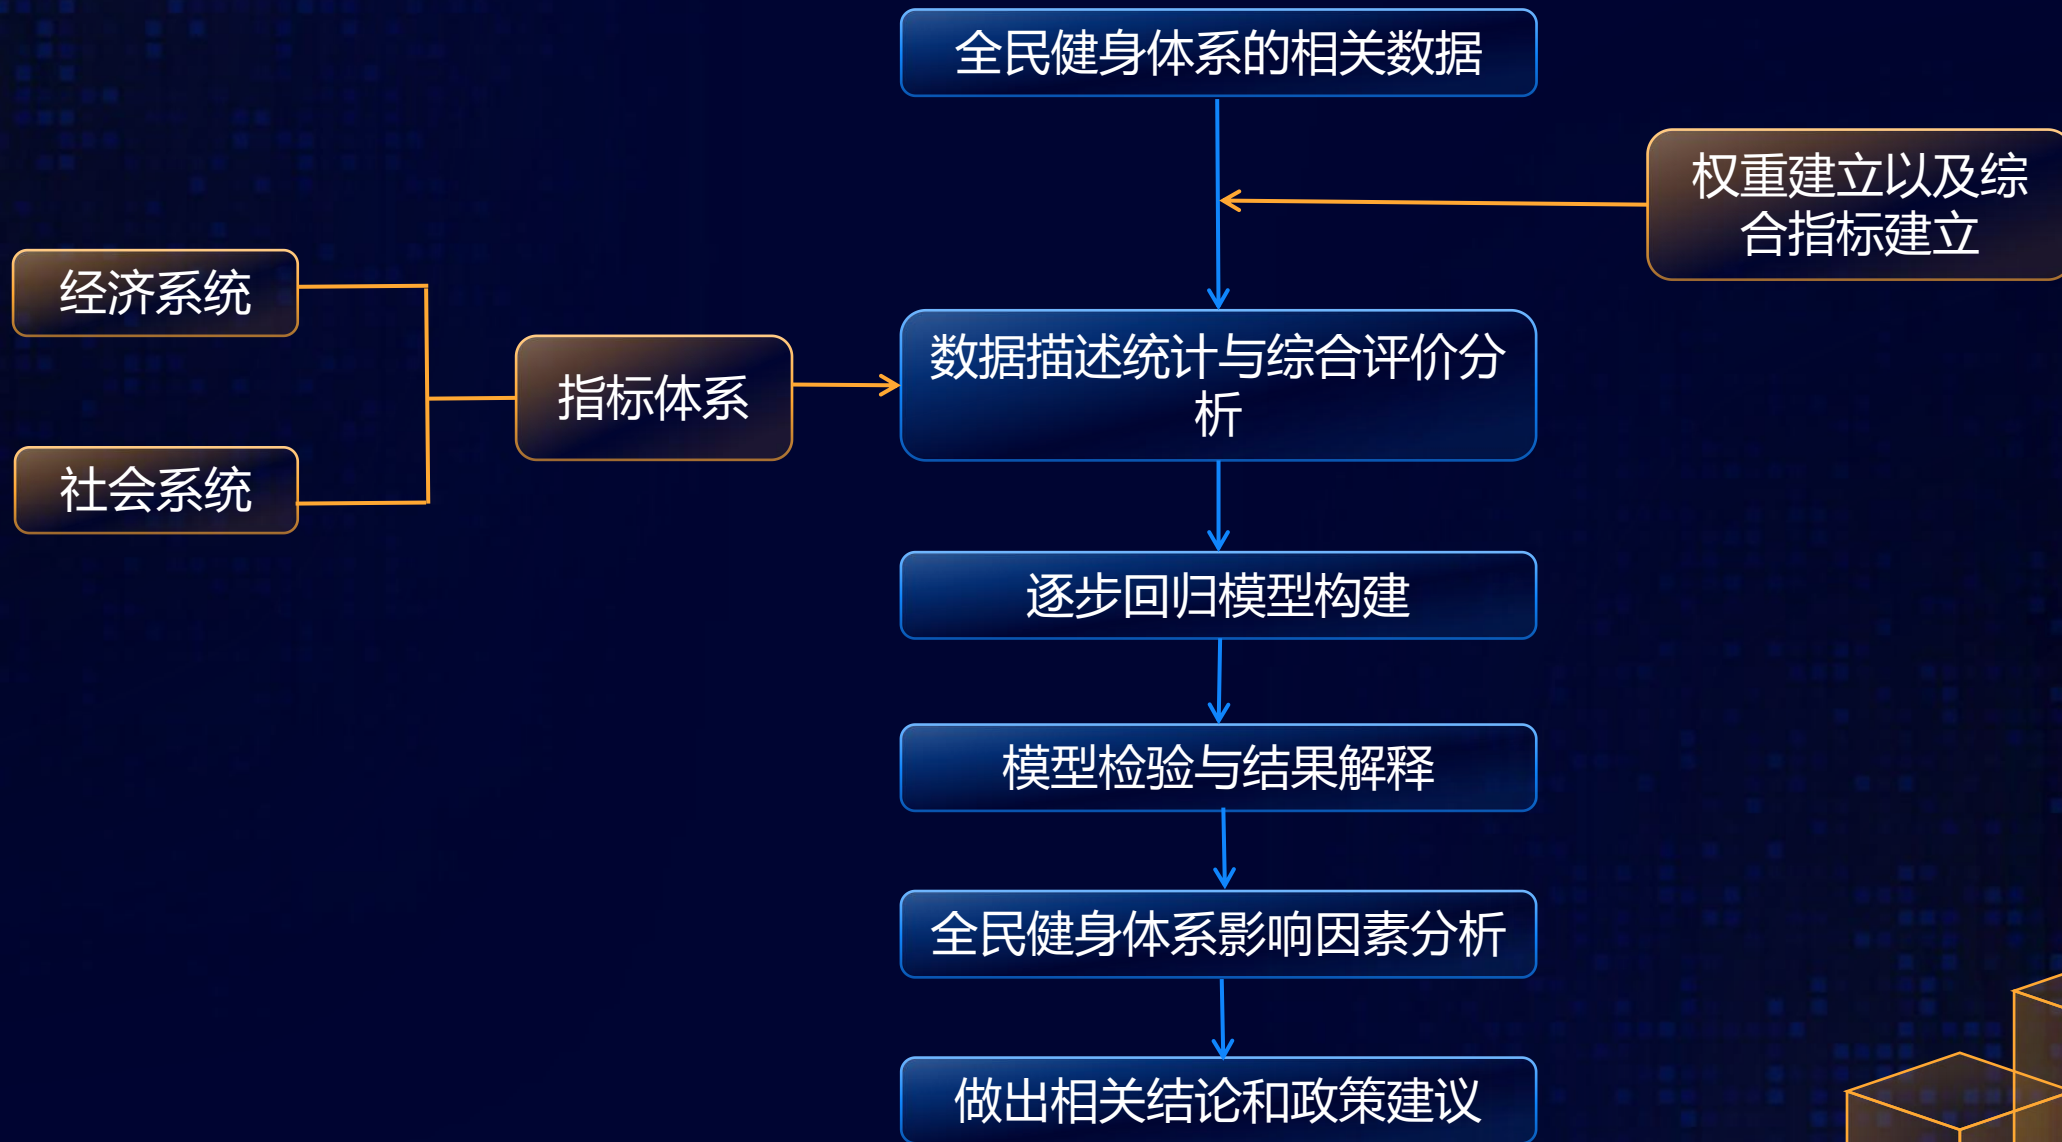 全民健身体系的相关数据
权重建立以及综
合指标建立
经济系统
社会系统
指标体系
数据描述统计与综合评价分
析
逐步回归模型构建
模型检验与结果解释
全民健身体系影响因素分析
做出相关结论和政策建议